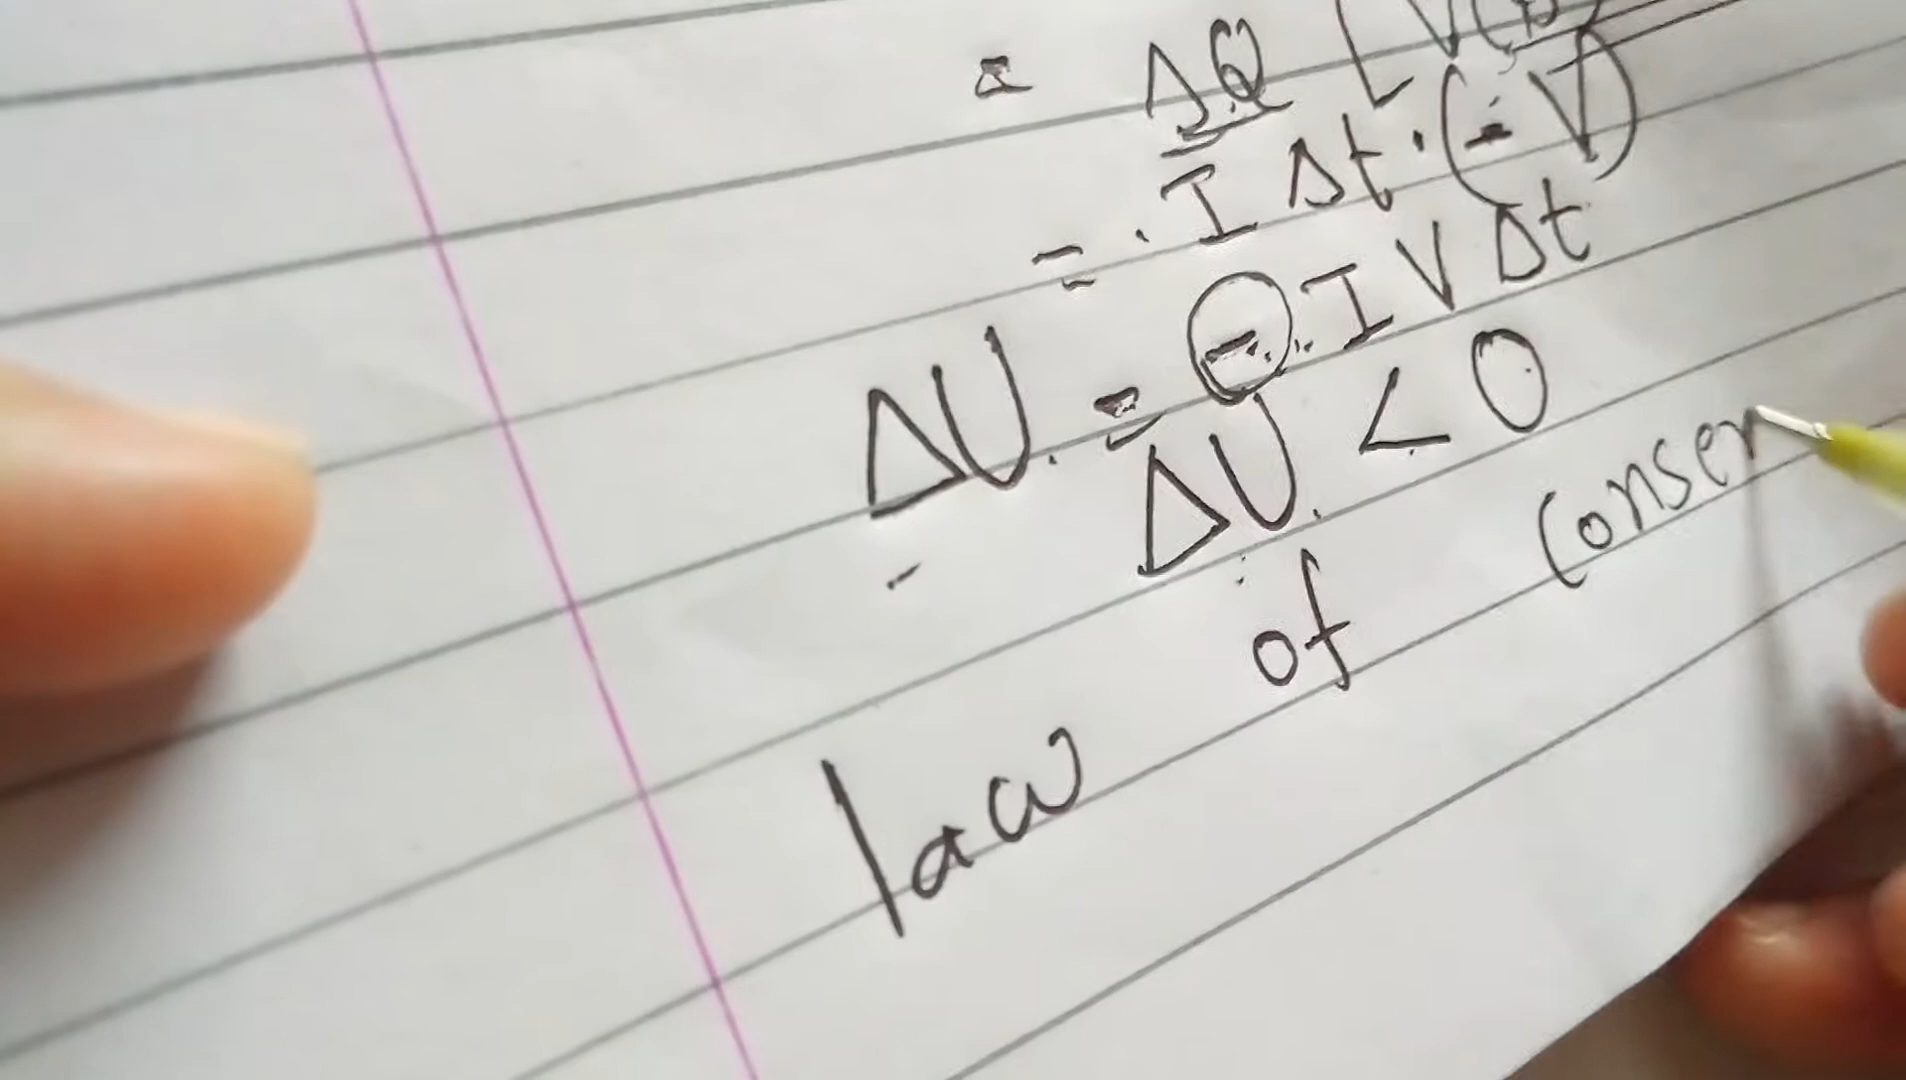 = ΔQ [V(B)
= I Δt · (- V)
ΔU = - I V Δt
ΔU < 0
law of Conser